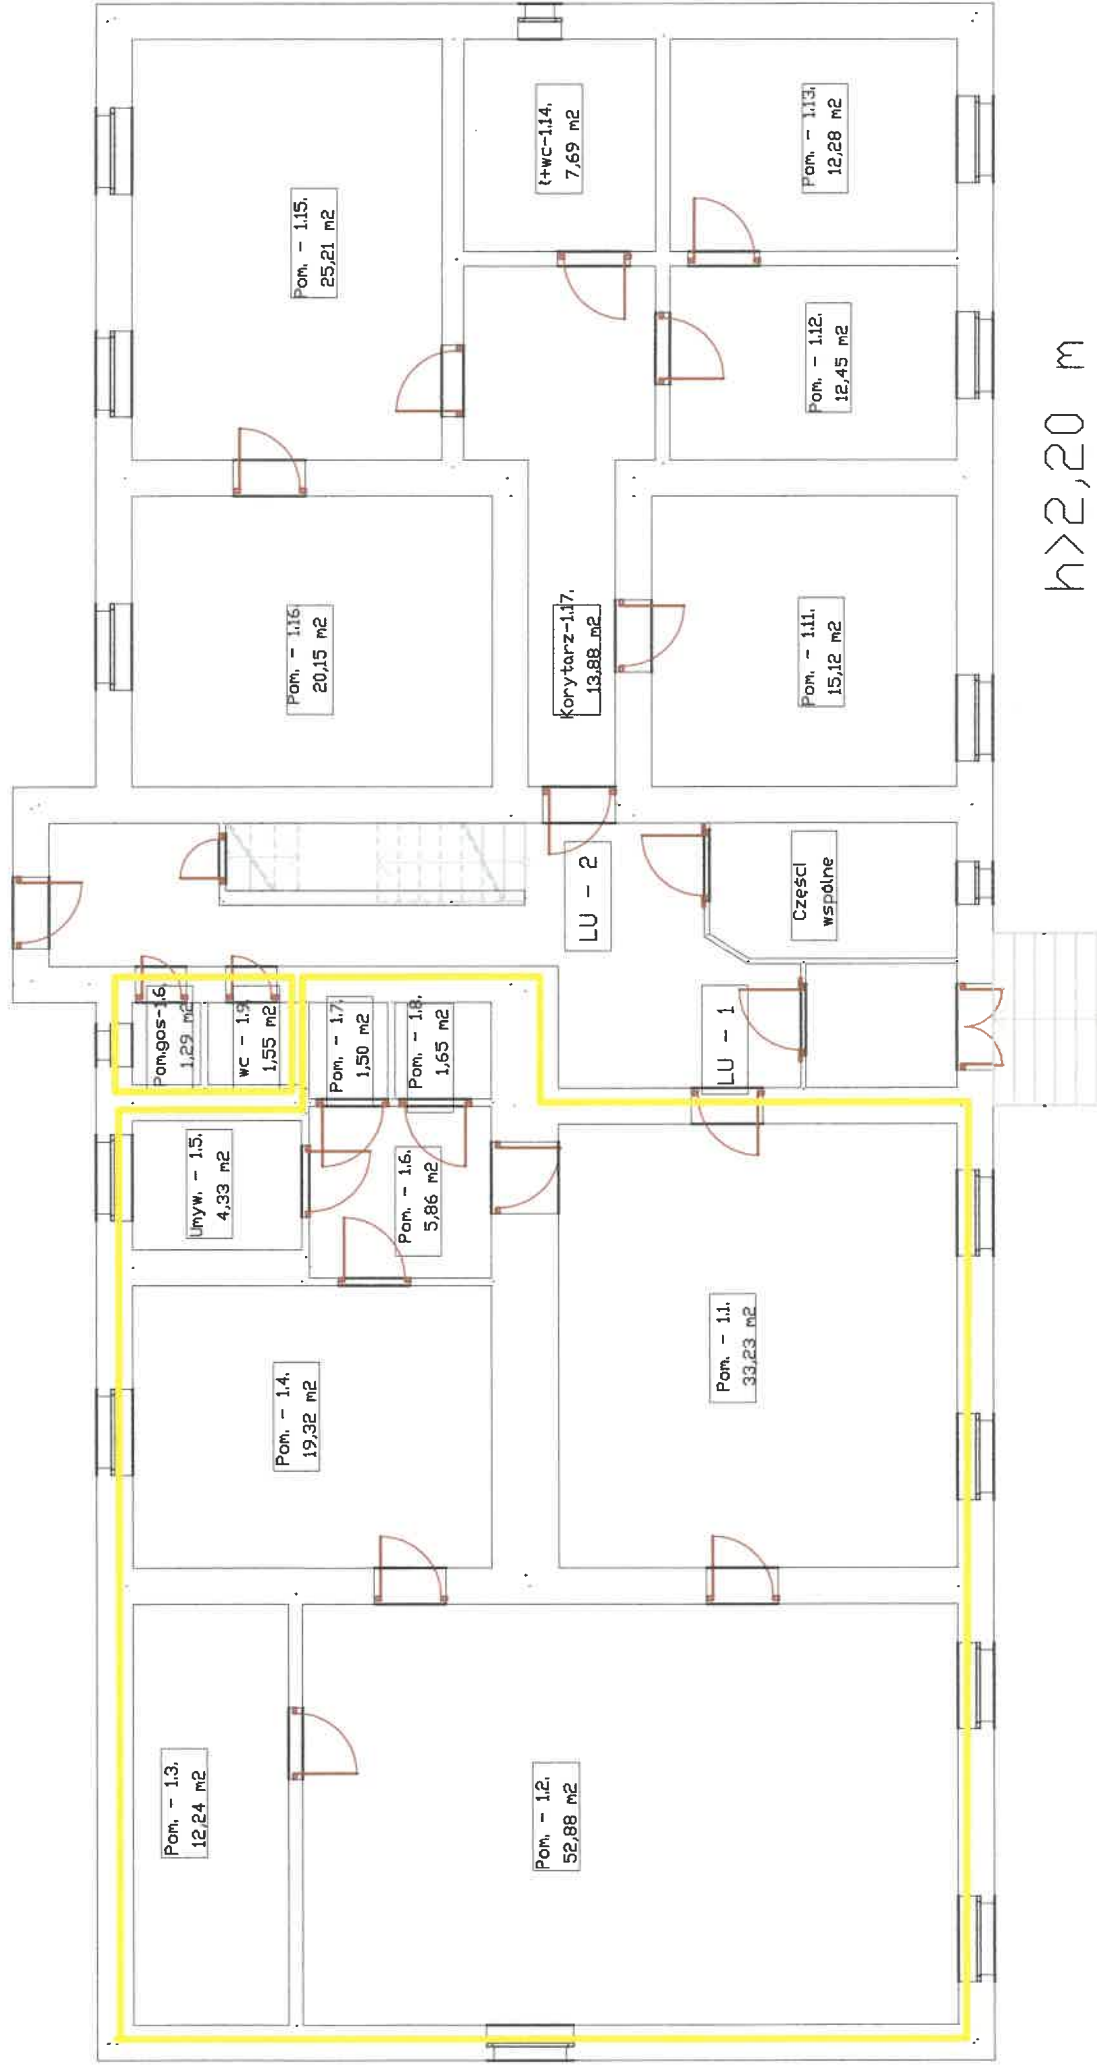 Pom. - 1.3.
12,24 m2
Pom. - 1.2.
52,88 m2
Pom. - 1.4.
19,32 m2
Pom. - 1.1.
33,23 m2
Umyw. - 1.5.
4,33 m2
Pom. - 1.6.
5,86 m2
Pom.gos-1.6.
1,29 m2
wc - 1.9.
1,55 m2
Pom. - 1.7.
1,50 m2
Pom. - 1.8.
1,65 m2
LU - 1
LU - 2
Części
wspólne
Pom. - 1.16.
20,15 m2
Korytarz-1.17.
13,88 m2
Pom. - 1.11.
15,12 m2
Pom. - 1.15.
25,21 m2
ł+wc-1.14.
7,69 m2
Pom. - 1.12.
12,45 m2
Pom. - 1.13.
12,28 m2
h>2,20 m